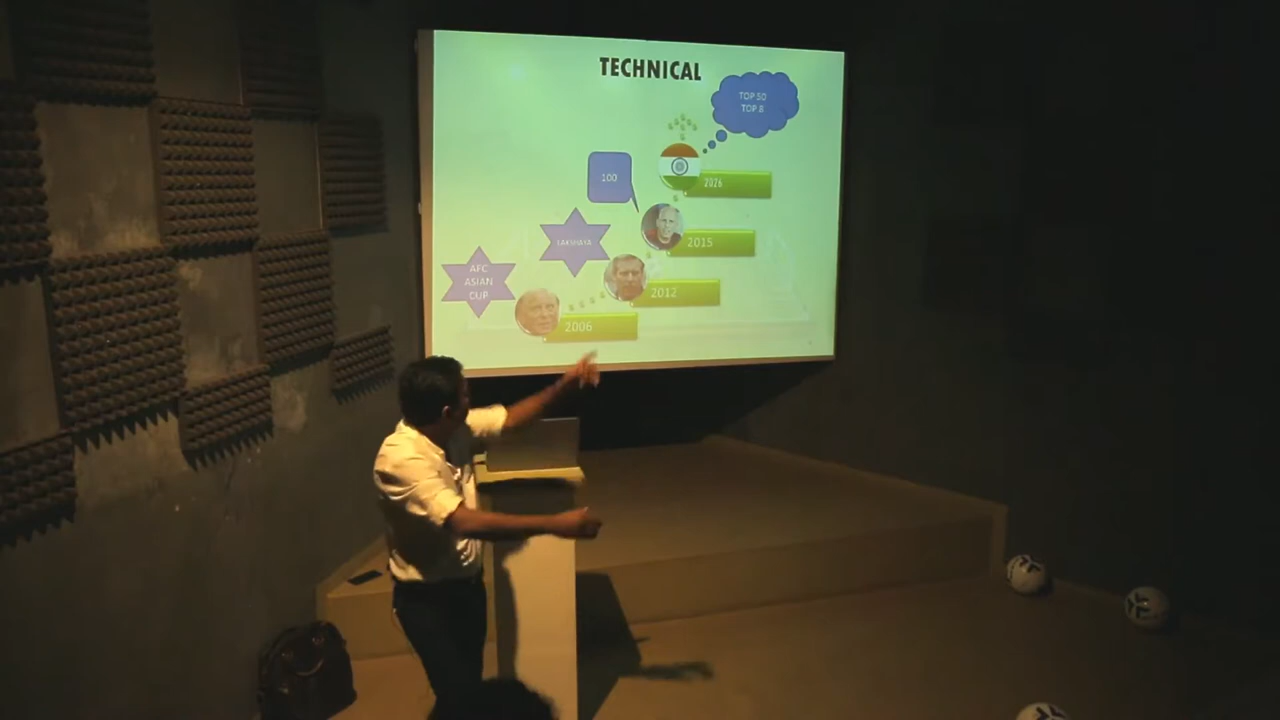 TECHNICAL
TOP 50
TOP 8
2026
100
2015
LAKSHAYA
AFC
ASIAN
CUP
2012
2006